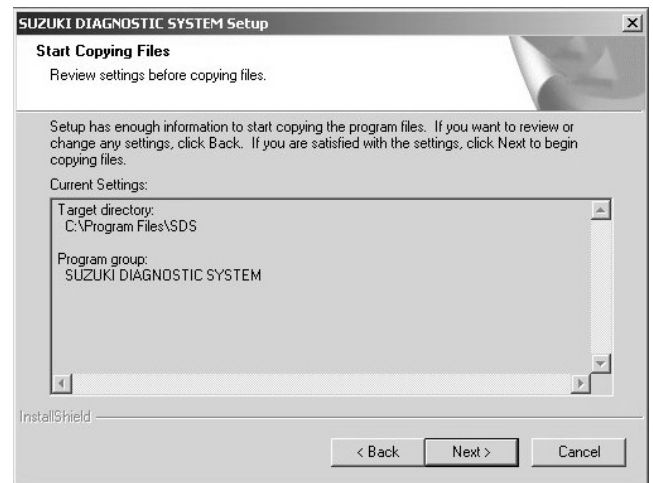 SUZUKI DIAGNOSTIC SYSTEM Setup
Start Copying Files
Review settings before copying files.
Setup has enough information to start copying the program files. If you want to review or
change any settings, click Back. If you are satisfied with the settings, click Next to begin
copying files.
Current Settings:
Target directory:
C:\Program Files\SDS
Program group:
SUZUKI DIAGNOSTIC SYSTEM
InstallShield
< Back
Next >
Cancel